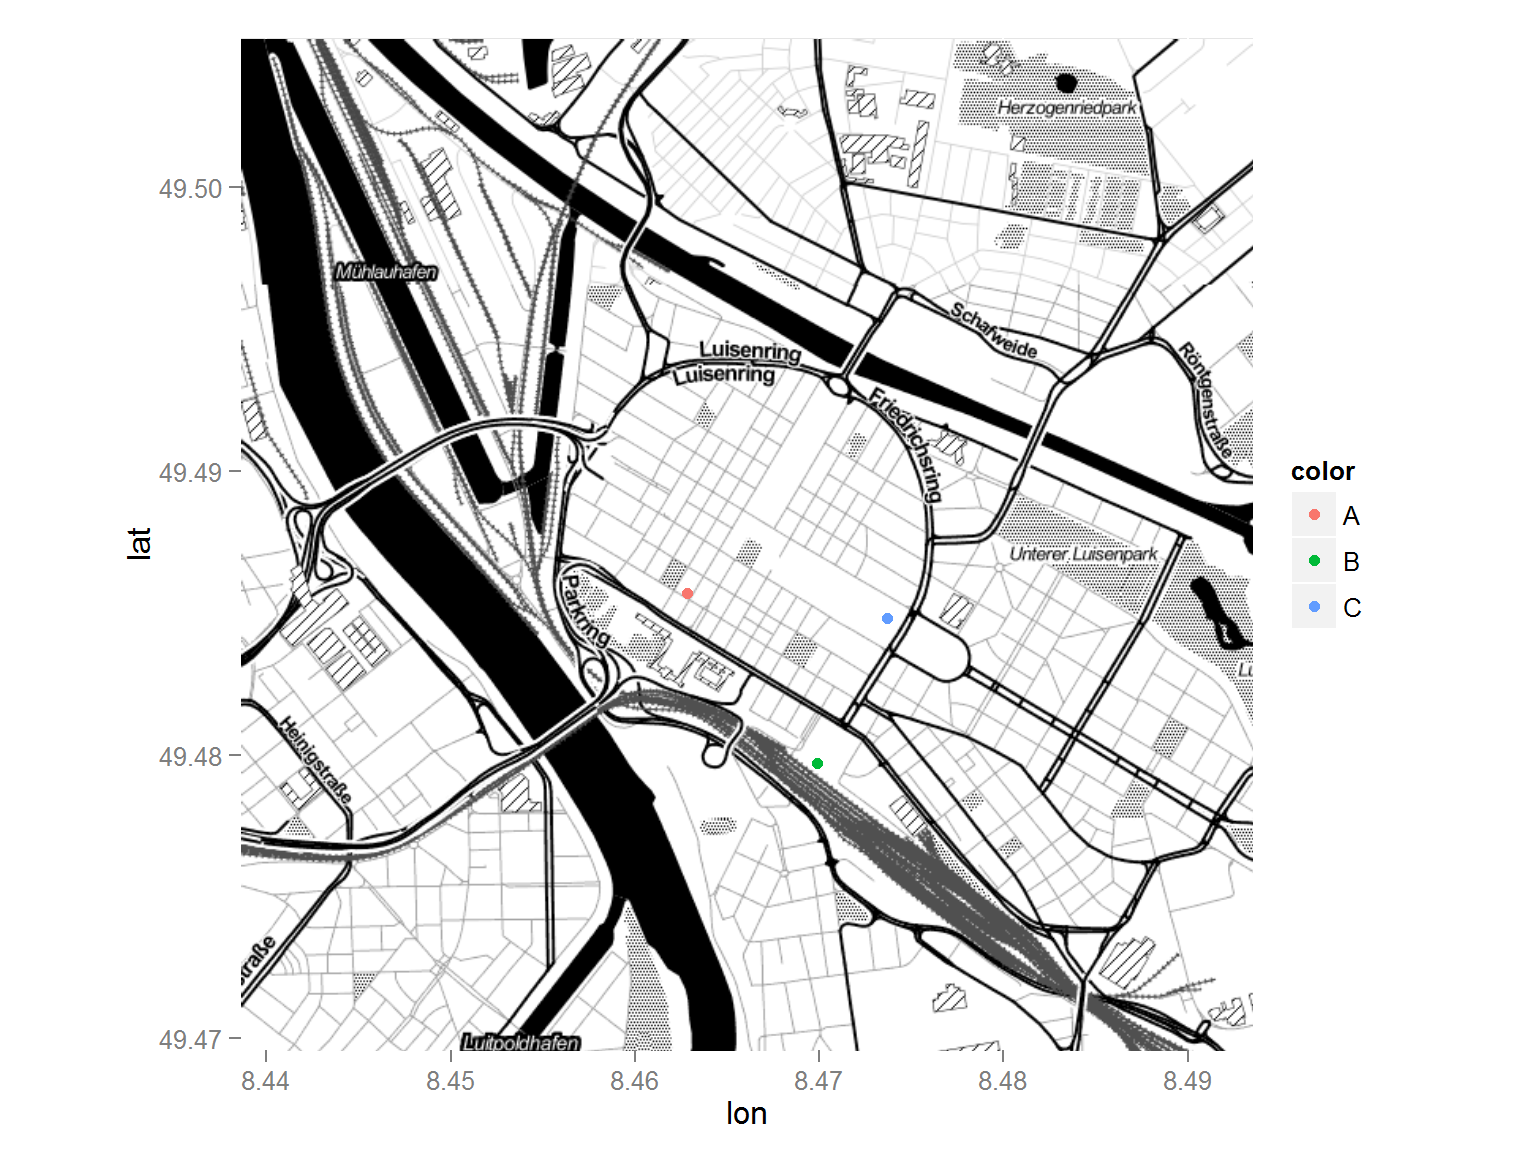 Herzogenriedpark
49.50
Mühlauhafen
Schafweide
Luisenring
Röntgenstraße
Luisenring
Friedrichsring
49.49
color
A
lat
Unterer Luisenpark
B
Parkring
C
Lu
Heinigstraße
49.48
straße
49.47
Luitpoldhafen
8.44
8.45
8.46
8.47
8.48
8.49
lon